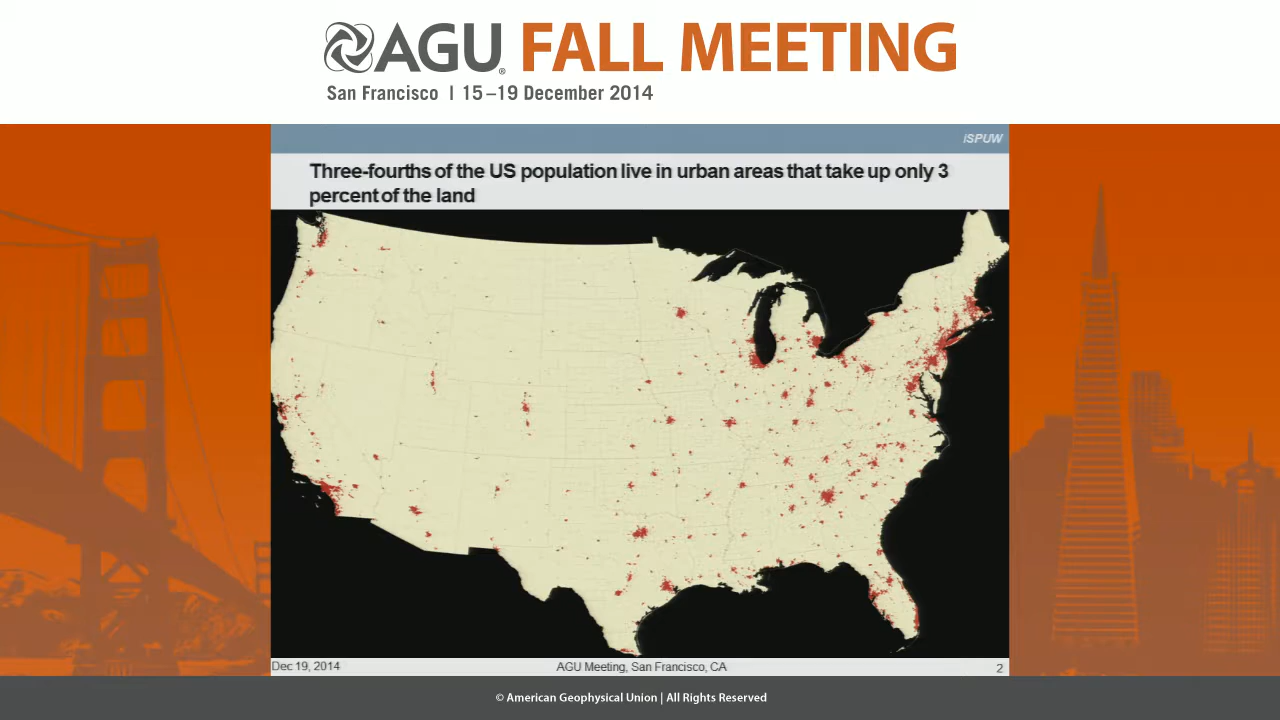 AGU® FALL MEETING
San Francisco | 15–19 December 2014
iSPUW
Three-fourths of the US population live in urban areas that take up only 3
percent of the land
Dec 19, 2014 AGU Meeting, San Francisco, CA 2
© American Geophysical Union | All Rights Reserved